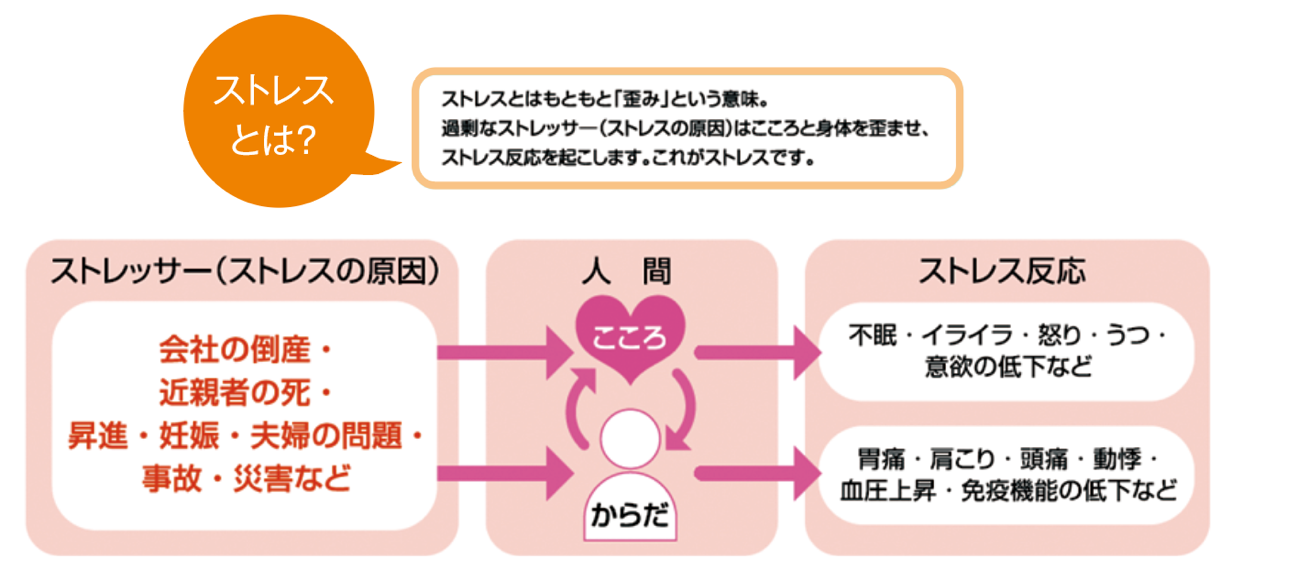 ストレス
とは?
ストレスとはもともと「歪み」という意味。
過剰なストレッサー(ストレスの原因)はこころと身体を歪ませ、
ストレス反応を起こします。これがストレスです。
ストレッサー(ストレスの原因)
会社の倒産・
近親者の死・
昇進・妊娠・夫婦の問題・
事故・災害など
人 間
こころ
からだ
ストレス反応
不眠・イライラ・怒り・うつ・
意欲の低下など
胃痛・肩こり・頭痛・動悸・
血圧上昇・免疫機能の低下など